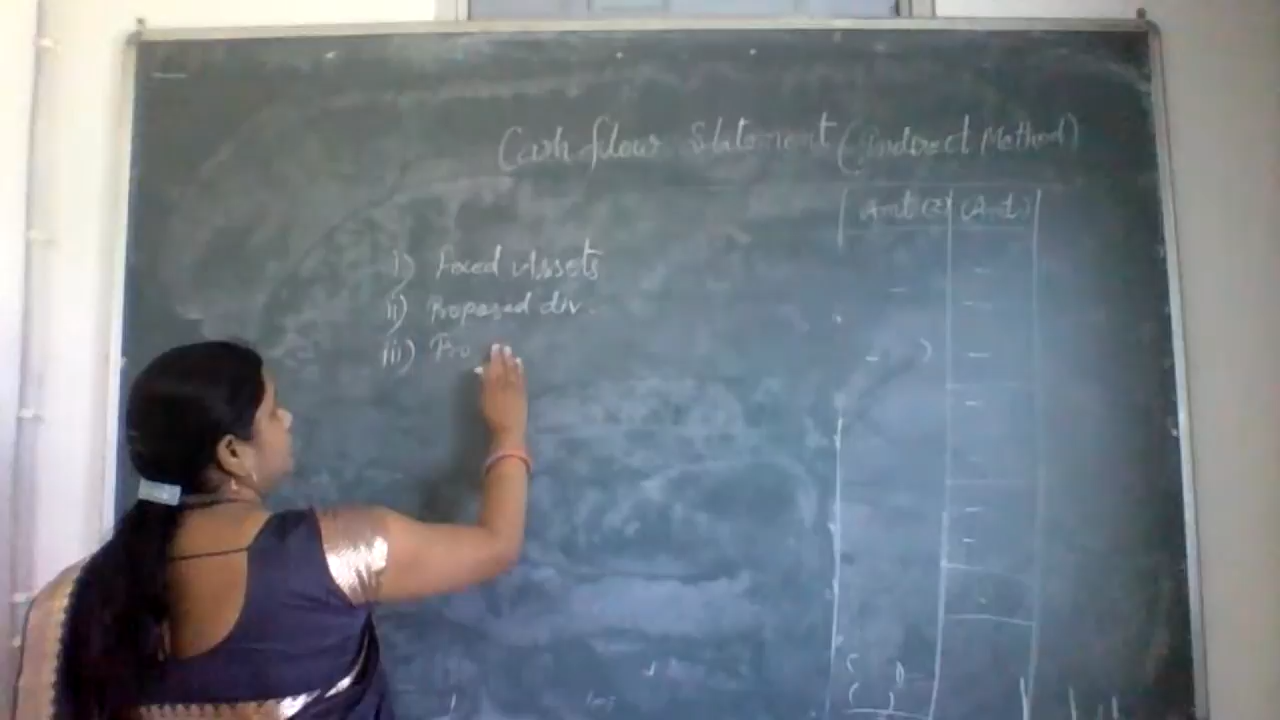 Cash flow Statement (Indirect Method)
Amt (₹) (Amt)
i) Fixed Assets
ii) Proposed div.
iii) Pro